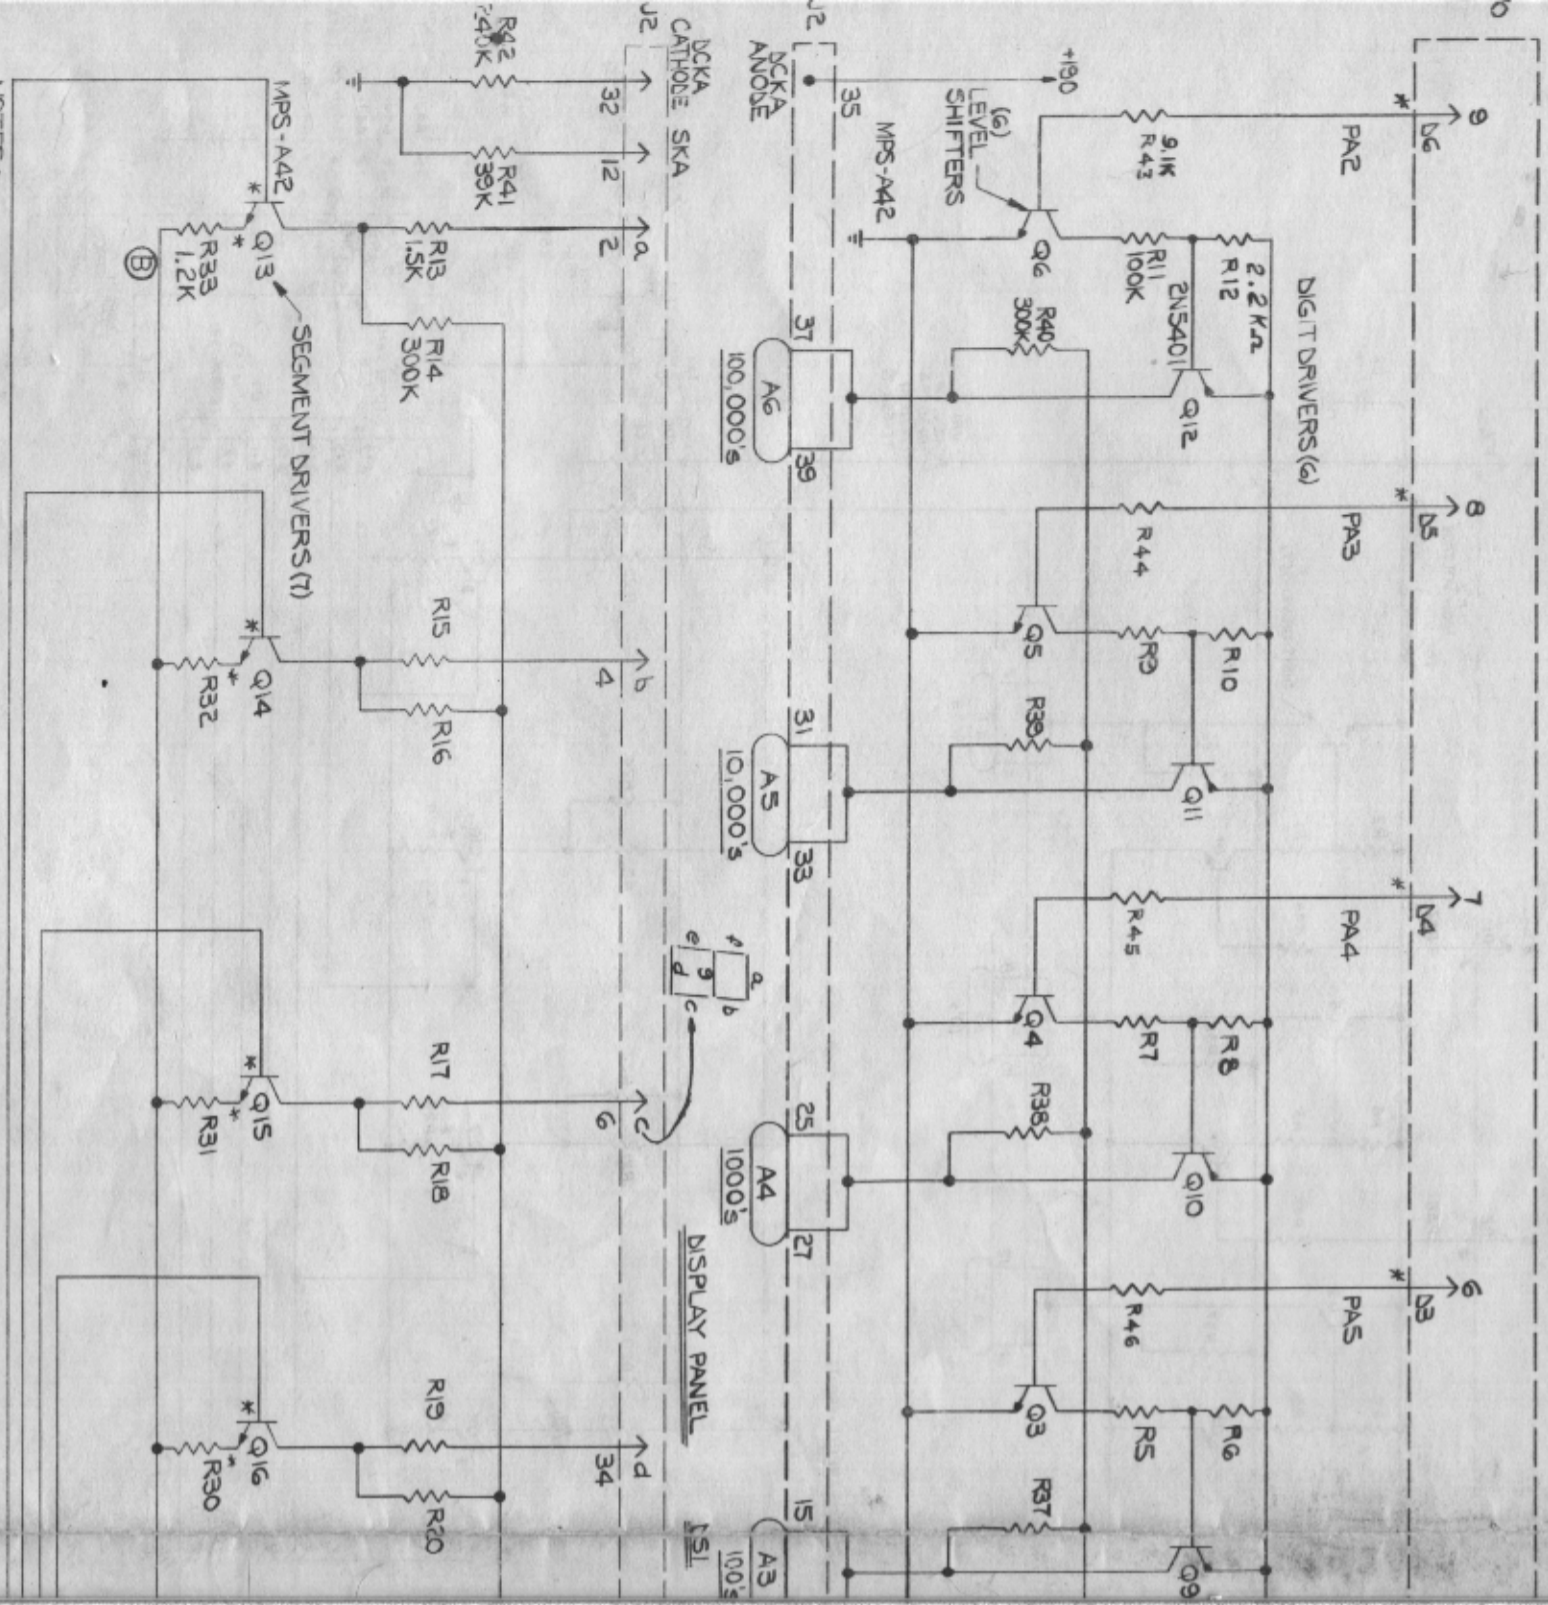 9
D6
*
PA2
9.1K
R43
8
D5
*
PA3
R44
7
D4
*
PA4
R45
6
D3
*
PA5
R46
DIGIT DRIVERS(6)
2.2KΩ
R12
R11
100K
2N5401
Q12
Q6
R40
300K
R10
R9
Q11
Q5
R39
R8
R7
Q10
Q4
R38
R6
R5
Q9
Q3
R37
+190
(6)
LEVEL
SHIFTERS
MPS-A42
J2
35
37
39
31
33
25
27
15
DCKA
ANODE
A6
100,000's
A5
10,000's
A4
1000's
A3
100's
a
f
b
g
e
c
d
DISPLAY PANEL
DS1
J2
DCKA
CATHODE
SKA
32
12
a
2
b
4
c
6
d
34
R42
R41
39K
R13
1.5K
R14
300K
R15
R16
R17
R18
R19
R20
MPS-A42
*
Q13
*
R33
1.2K
B
SEGMENT DRIVERS(7)
*
Q14
*
R32
*
Q15
*
R31
*
Q16
*
R30